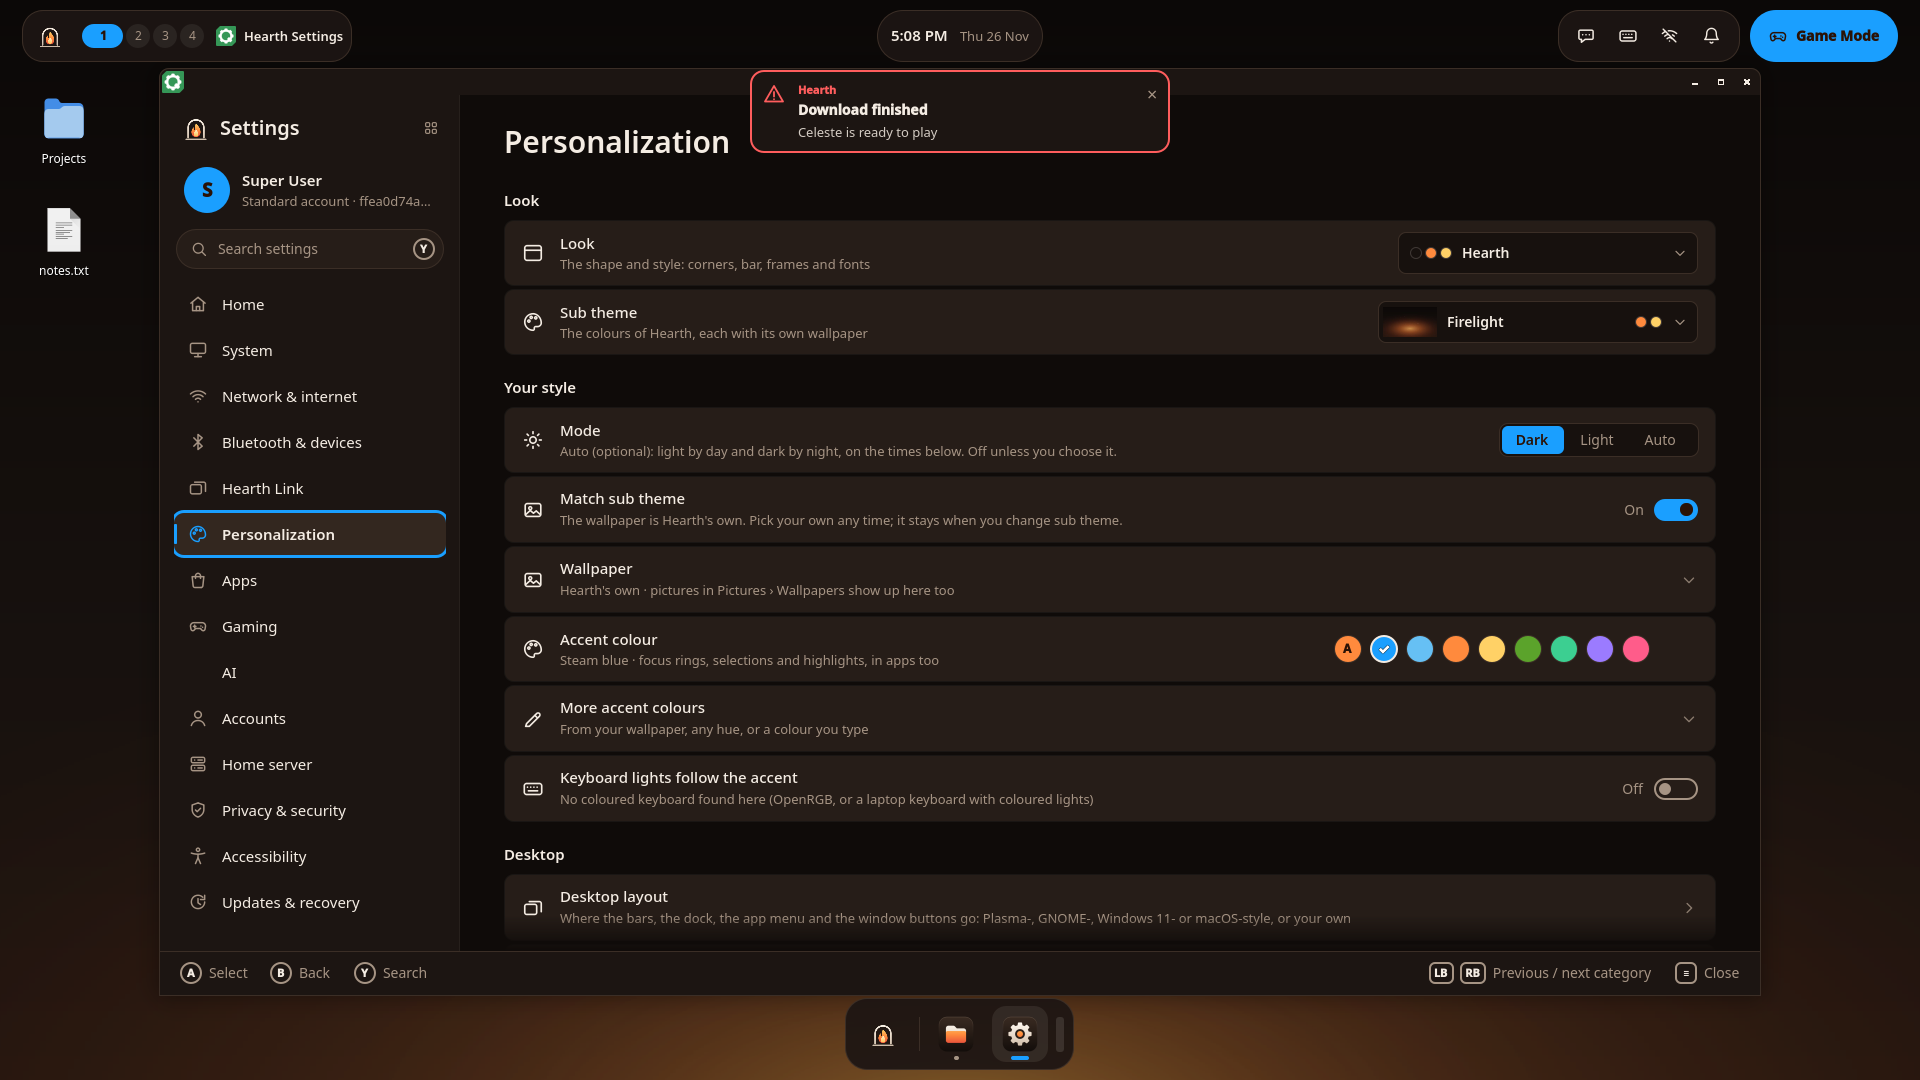 1 2 3 4 Hearth Settings
5:08 PM Thu 26 Nov
Game Mode
Projects
notes.txt
Hearth
Download finished
Celeste is ready to play
Settings
S
Super User
Standard account · ffea0d74a...
Search settings Y
Home
System
Network & internet
Bluetooth & devices
Hearth Link
Personalization
Apps
Gaming
AI
Accounts
Home server
Privacy & security
Accessibility
Updates & recovery
Personalization
Look
Look
The shape and style: corners, bar, frames and fonts
Hearth
Sub theme
The colours of Hearth, each with its own wallpaper
Firelight
Your style
Mode
Auto (optional): light by day and dark by night, on the times below. Off unless you choose it.
Dark Light Auto
Match sub theme
The wallpaper is Hearth's own. Pick your own any time; it stays when you change sub theme.
On
Wallpaper
Hearth's own · pictures in Pictures › Wallpapers show up here too
Accent colour
Steam blue · focus rings, selections and highlights, in apps too
A
More accent colours
From your wallpaper, any hue, or a colour you type
Keyboard lights follow the accent
No coloured keyboard found here (OpenRGB, or a laptop keyboard with coloured lights)
Off
Desktop
Desktop layout
Where the bars, the dock, the app menu and the window buttons go: Plasma-, GNOME-, Windows 11- or macOS-style, or your own
A Select B Back Y Search
LB RB Previous / next category ≡ Close